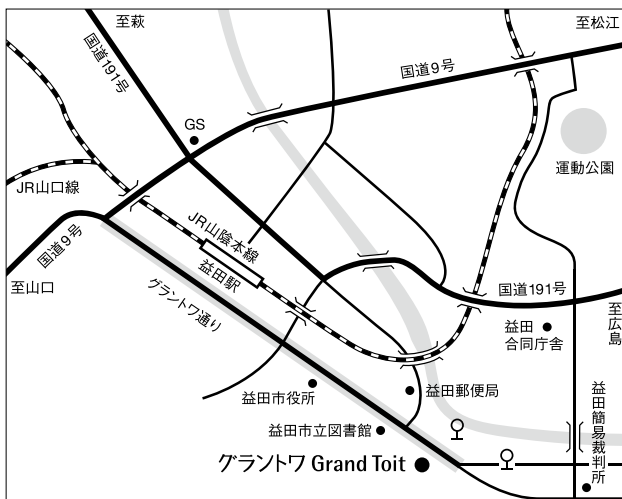 至萩
至松江
国道191号
国道9号
GS
運動公園
JR山口線
JR山陰本線
益田駅
国道9号
至山口
グラントワ通り
国道191号
至広島
益田
合同庁舎
益田市役所
益田郵便局
益田簡易裁判所
益田市立図書館
グラントワ Grand Toit